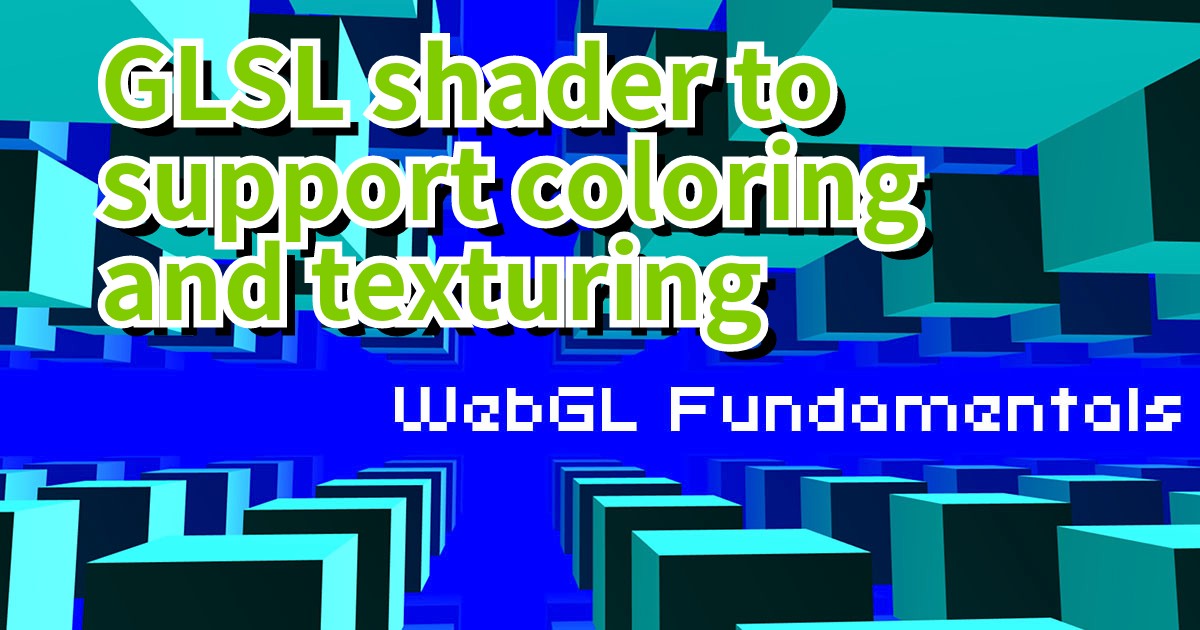 GLSL shader to
support coloring
and texturing
WebGL Fundamentals